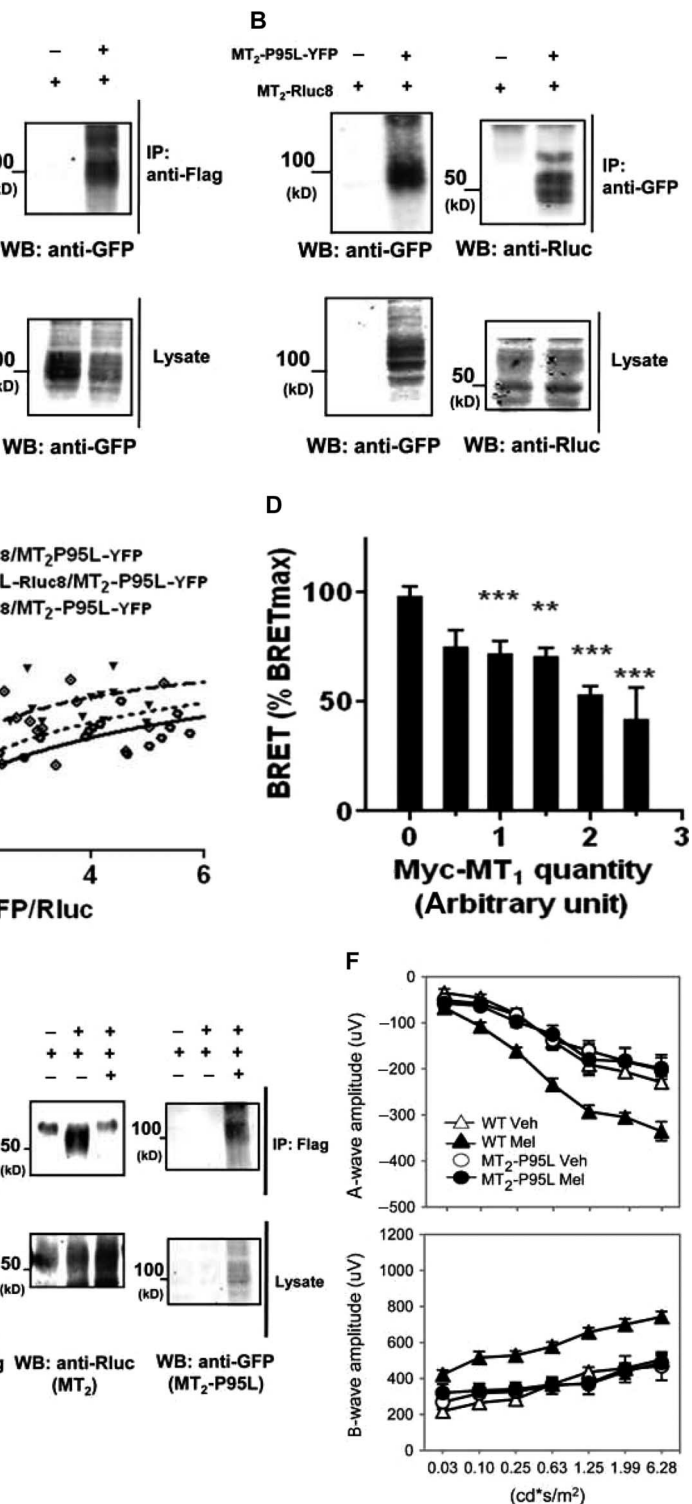 B
– +
+ +
MT2-P95L-YFP – + – +
MT2-Rluc8 + + + +
IP:
anti-Flag
(kD)
100
(kD)
50
(kD)
IP:
anti-GFP
WB: anti-GFP
WB: anti-GFP
WB: anti-Rluc
Lysate
100
(kD)
50
(kD)
Lysate
WB: anti-GFP
WB: anti-GFP
WB: anti-Rluc
D
8/MT2P95L-YFP
L-Rluc8/MT2-P95L-YFP
8/MT2-P95L-YFP
4 6
FP/Rluc
BRET (% BRETmax)
100
50
0
*** ** *** ***
0 1 2 3
Myc-MT1 quantity
(Arbitrary unit)
– + + – + +
+ + + + + +
– – + – – +
50
(kD)
100
(kD)
IP: Flag
50
(kD)
100
(kD)
Lysate
g WB: anti-Rluc
(MT2)
WB: anti-GFP
(MT2-P95L)
F
A-wave amplitude (uV)
0
–100
–200
–300
–400
–500
WT Veh
WT Mel
MT2-P95L Veh
MT2-P95L Mel
B-wave amplitude (uV)
1200
1000
800
600
400
200
0
0.03 0.10 0.25 0.63 1.25 1.99 6.28
(cd*s/m²)